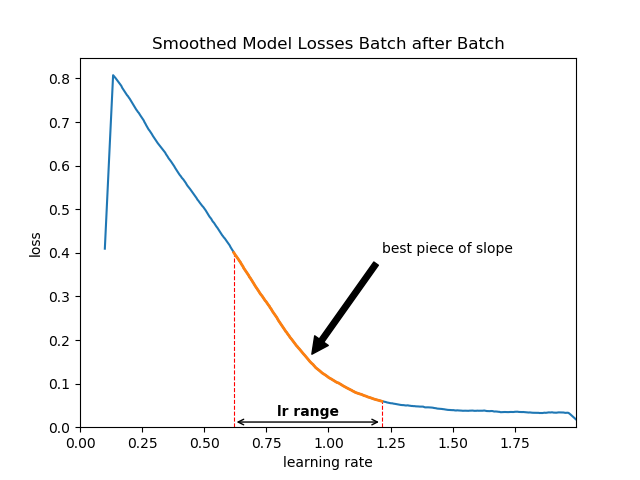 Smoothed Model Losses Batch after Batch
0.8
0.7
0.6
0.5
loss
0.4
best piece of slope
0.3
0.2
0.1
lr range
0.0
0.00 0.25 0.50 0.75 1.00 1.25 1.50 1.75
learning rate